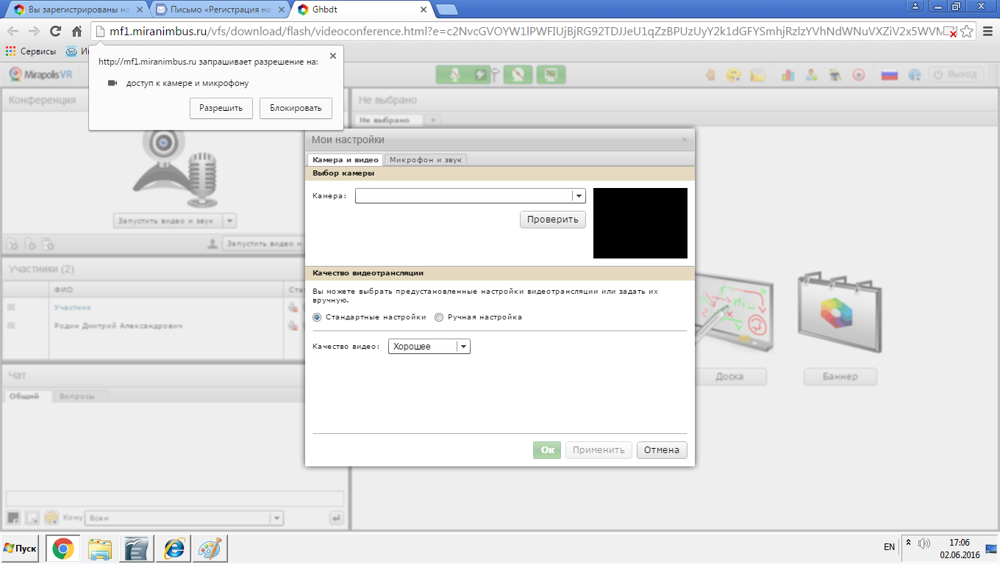 Вы зарегистрированы на
Письмо «Регистрация на
Ghbdt
mf1.miranimbus.ru/vfs/download/flash/videoconference.html?e=
Сервисы
http://mf1.miranimbus.ru запрашивает разрешение на:
доступ к камере и микрофону
Разрешить
Блокировать
Mirapolis VR
Выход
Конференция
Не выбрано
Не выбрано
+
Запустить видео и звук
Запустить видео и
Участники (2)
ФИО
Ста
Участник
Родин Дмитрий Александрович
Чат
Общий
Вопросы
Кому
Всем
Мои настройки
Камера и видео
Микрофон и звук
Выбор камеры
Камера:
Проверить
Качество видеотрансляции
Вы можете выбрать предустановленные настройки видеотрансляции или задать их
вручную.
Стандартные настройки
Ручная настройка
Качество видео:
Хорошее
Ок
Применить
Отмена
Доска
Баннер
Пуск
EN
17:06
02.06.2016